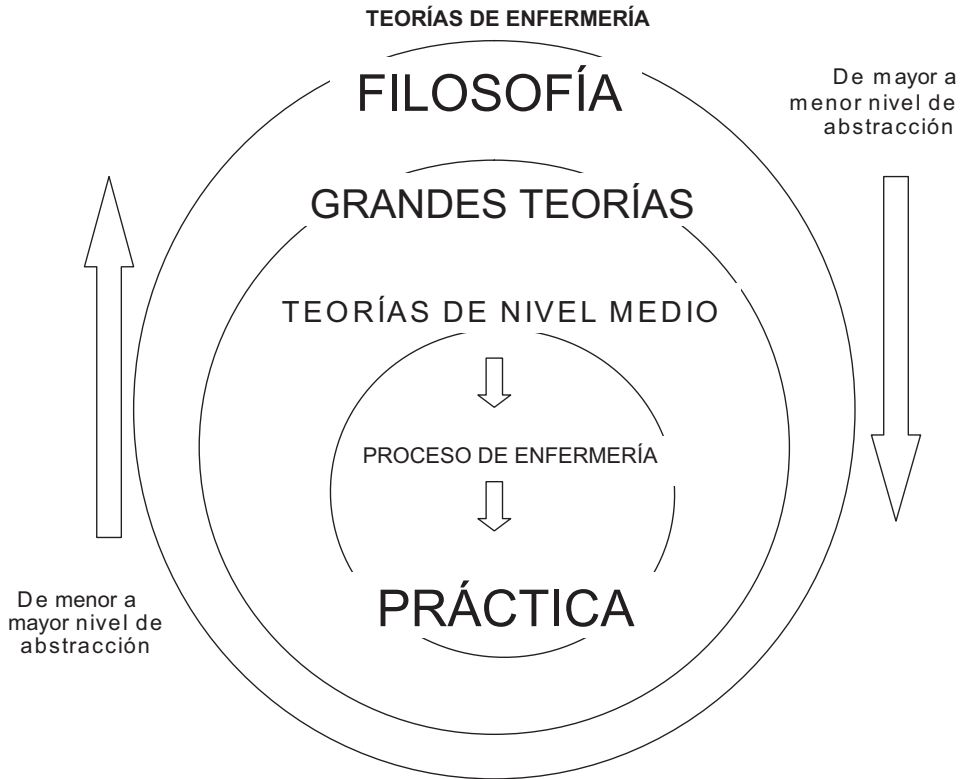 TEORÍAS DE ENFERMERÍA
FILOSOFÍA
De mayor a
menor nivel de
abstracción
GRANDES TEORÍAS
TEORÍAS DE NIVEL MEDIO
PROCESO DE ENFERMERÍA
PRÁCTICA
De menor a
mayor nivel de
abstracción